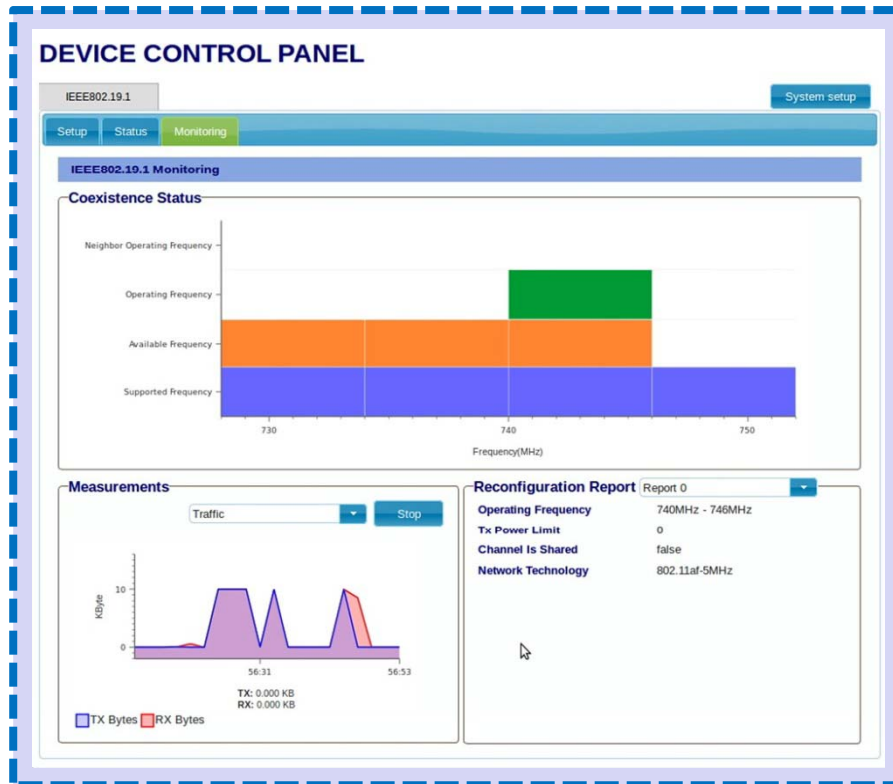 DEVICE CONTROL PANEL
IEEE802.19.1
System setup
Setup Status Monitoring
IEEE802.19.1 Monitoring
Coexistence Status
Neighbor Operating Frequency
Operating Frequency
Available Frequency
Supported Frequency
730 740 750
Frequency(MHz)
Measurements
Traffic Stop
KByte
10
0
56:31 56:53
TX: 0.000 KB
RX: 0.000 KB
TX Bytes RX Bytes
Reconfiguration Report Report 0
Operating Frequency 740MHz - 746MHz
Tx Power Limit 0
Channel Is Shared false
Network Technology 802.11af-5MHz